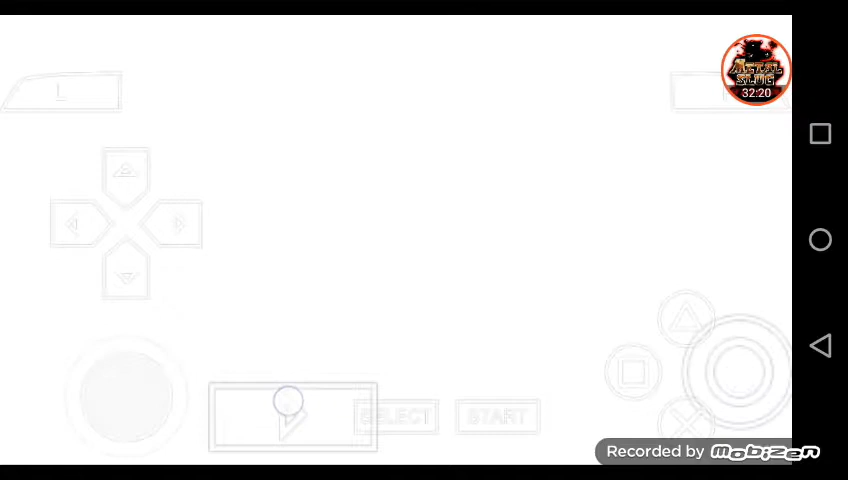 L
METAL
SLUG
32:20
SELECT
START
Recorded by mobizen